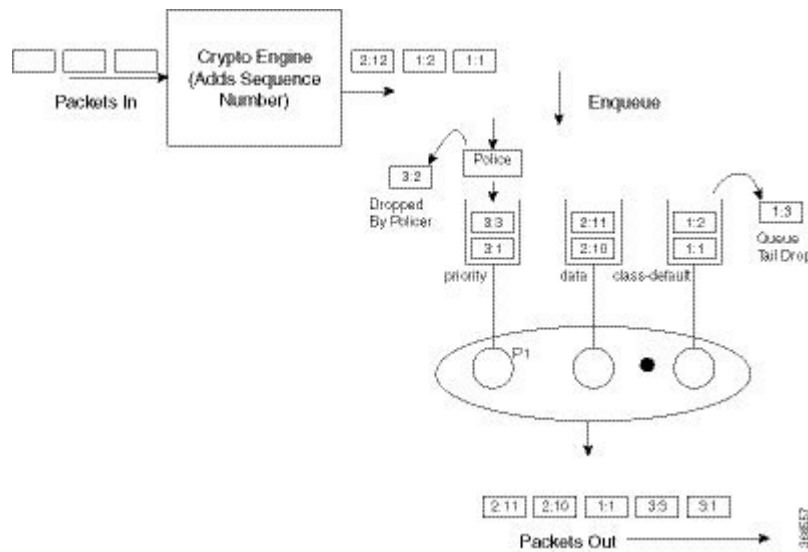 Crypto Engine
(Adds Sequence
Number)
2:12
1:2
1:1
Packets In
Enqueue
Police
3:2
Dropped
By Policer
3:3
3:1
2:11
2:10
1:2
1:1
1:3
Queue
Tail Drop
priority
data
class-default
P1
2:11
2:10
1:1
3:3
3:1
Packets Out